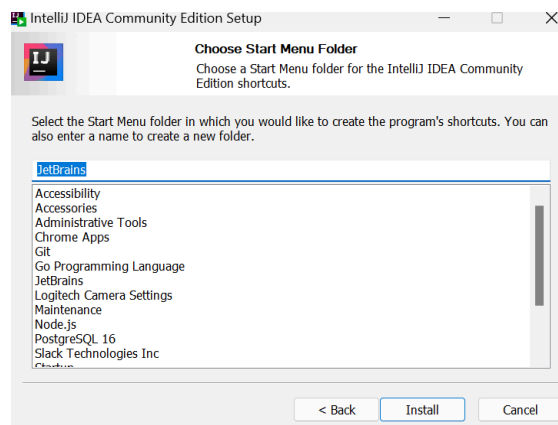 IntelliJ IDEA Community Edition Setup
IJ
Choose Start Menu Folder
Choose a Start Menu folder for the IntelliJ IDEA Community
Edition shortcuts.
Select the Start Menu folder in which you would like to create the program's shortcuts. You can
also enter a name to create a new folder.
JetBrains
Accessibility
Accessories
Administrative Tools
Chrome Apps
Git
Go Programming Language
JetBrains
Logitech Camera Settings
Maintenance
Node.js
PostgreSQL 16
Slack Technologies Inc
Startup
< Back
Install
Cancel